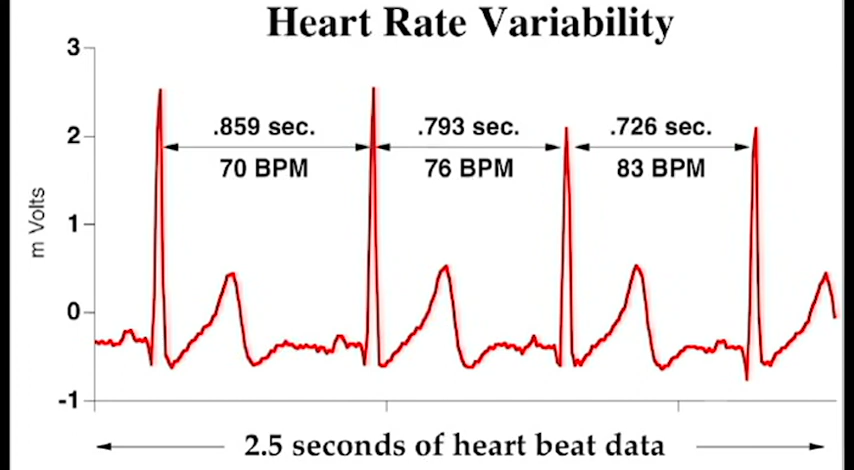 Heart Rate Variability
3
2
1
0
-1
m Volts
.859 sec.
70 BPM
.793 sec.
76 BPM
.726 sec.
83 BPM
2.5 seconds of heart beat data